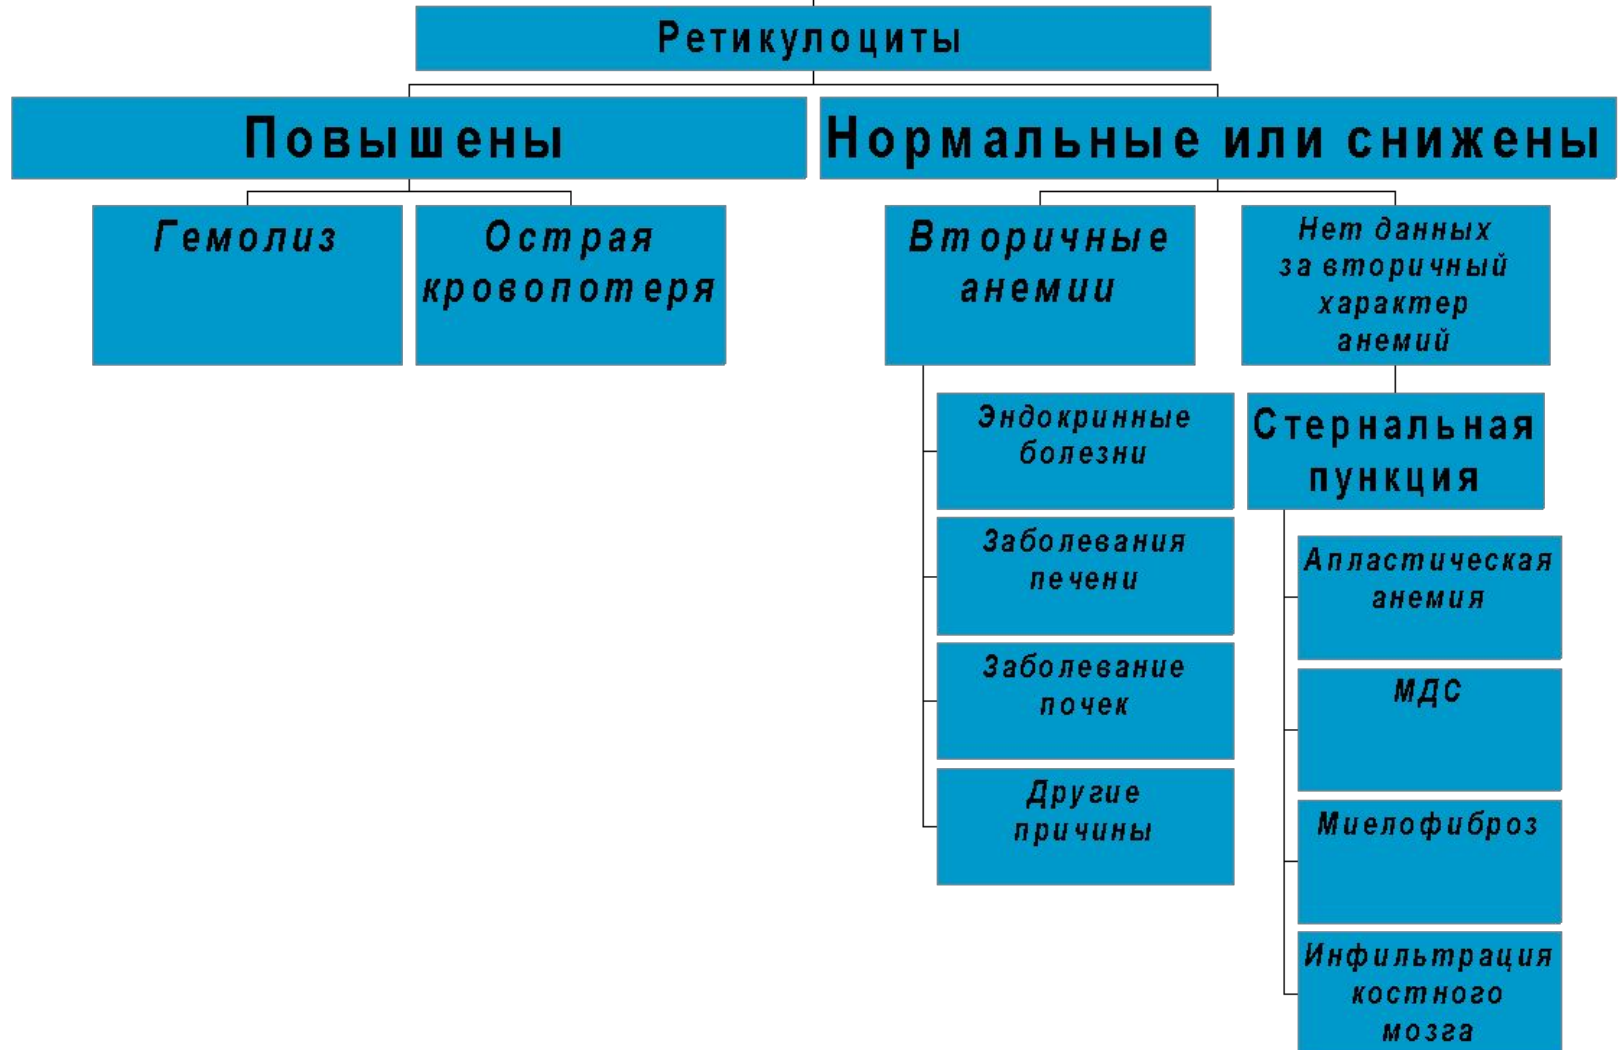 Ретикулоциты
Повышены
Нормальные или снижены
Гемолиз
Острая
кровопотеря
Вторичные
анемии
Нет данных
за вторичный
характер
анемий
Эндокринные
болезни
Заболевания
печени
Заболевание
почек
Другие
причины
Стернальная
пункция
Апластическая
анемия
МДС
Миелофиброз
Инфильтрация
костного
мозга